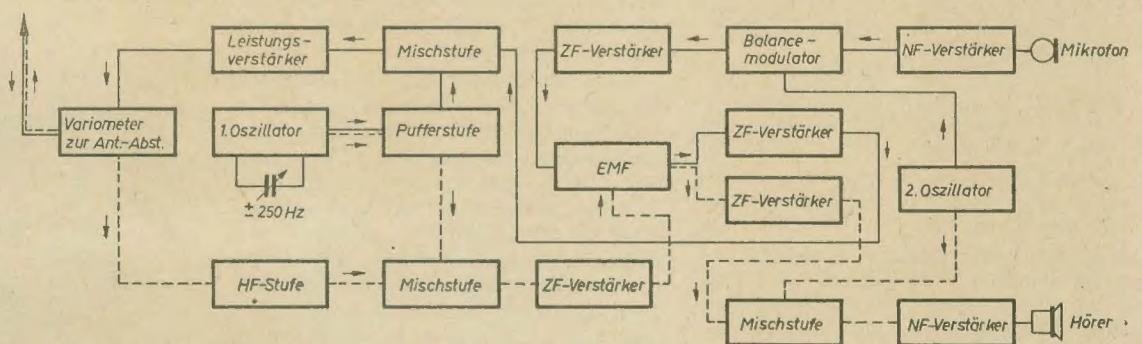 Leistungs-
verstärker
Mischstufe
ZF-Verstärker
Balance-
modulator
NF-Verstärker
Mikrofon
Variometer
zur Ant.-Abst.
1. Oszillator
Pufferstufe
± 250 Hz
EMF
ZF-Verstärker
ZF-Verstärker
2. Oszillator
HF-Stufe
Mischstufe
ZF-Verstärker
Mischstufe
NF-Verstärker
Hörer